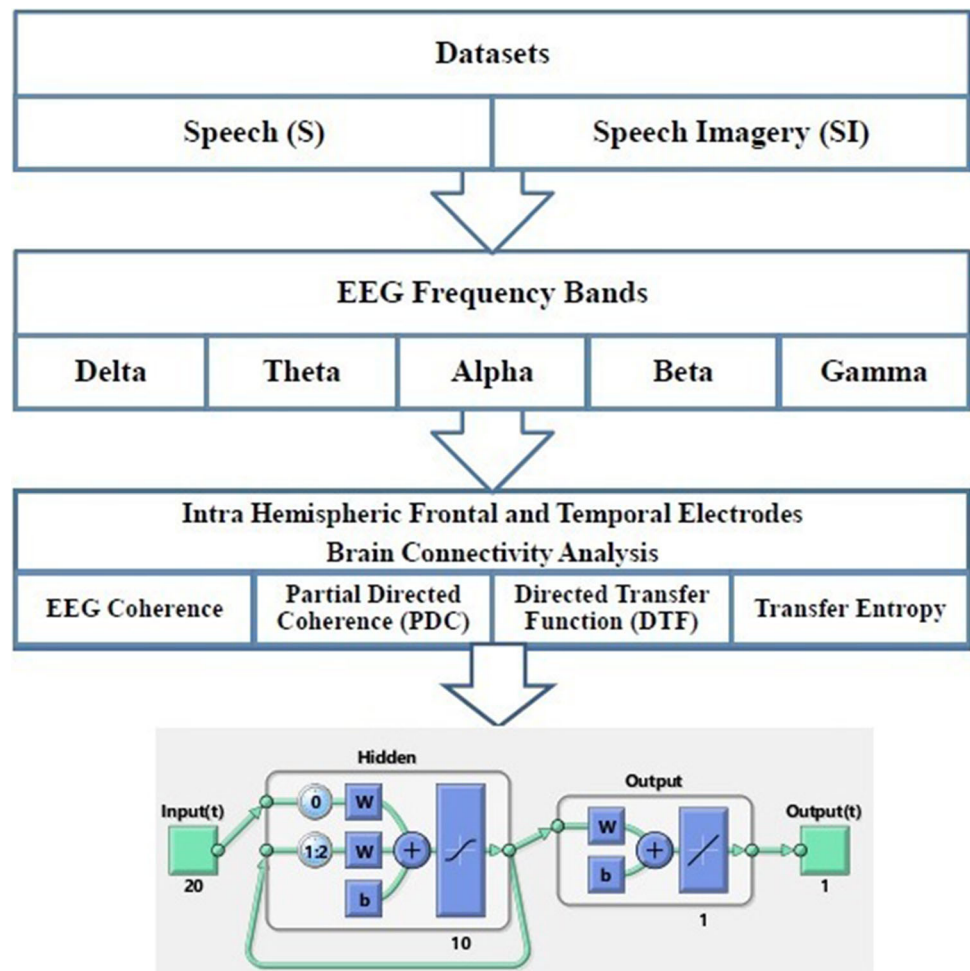 Datasets
Speech (S)
Speech Imagery (SI)
EEG Frequency Bands
Delta
Theta
Alpha
Beta
Gamma
Intra Hemispheric Frontal and Temporal Electrodes
Brain Connectivity Analysis
EEG Coherence
Partial Directed
Coherence (PDC)
Directed Transfer
Function (DTF)
Transfer Entropy
Hidden
Input(t)
20
0
W
1:2
W
b
+
10
Output
W
b
+
1
Output(t)
1